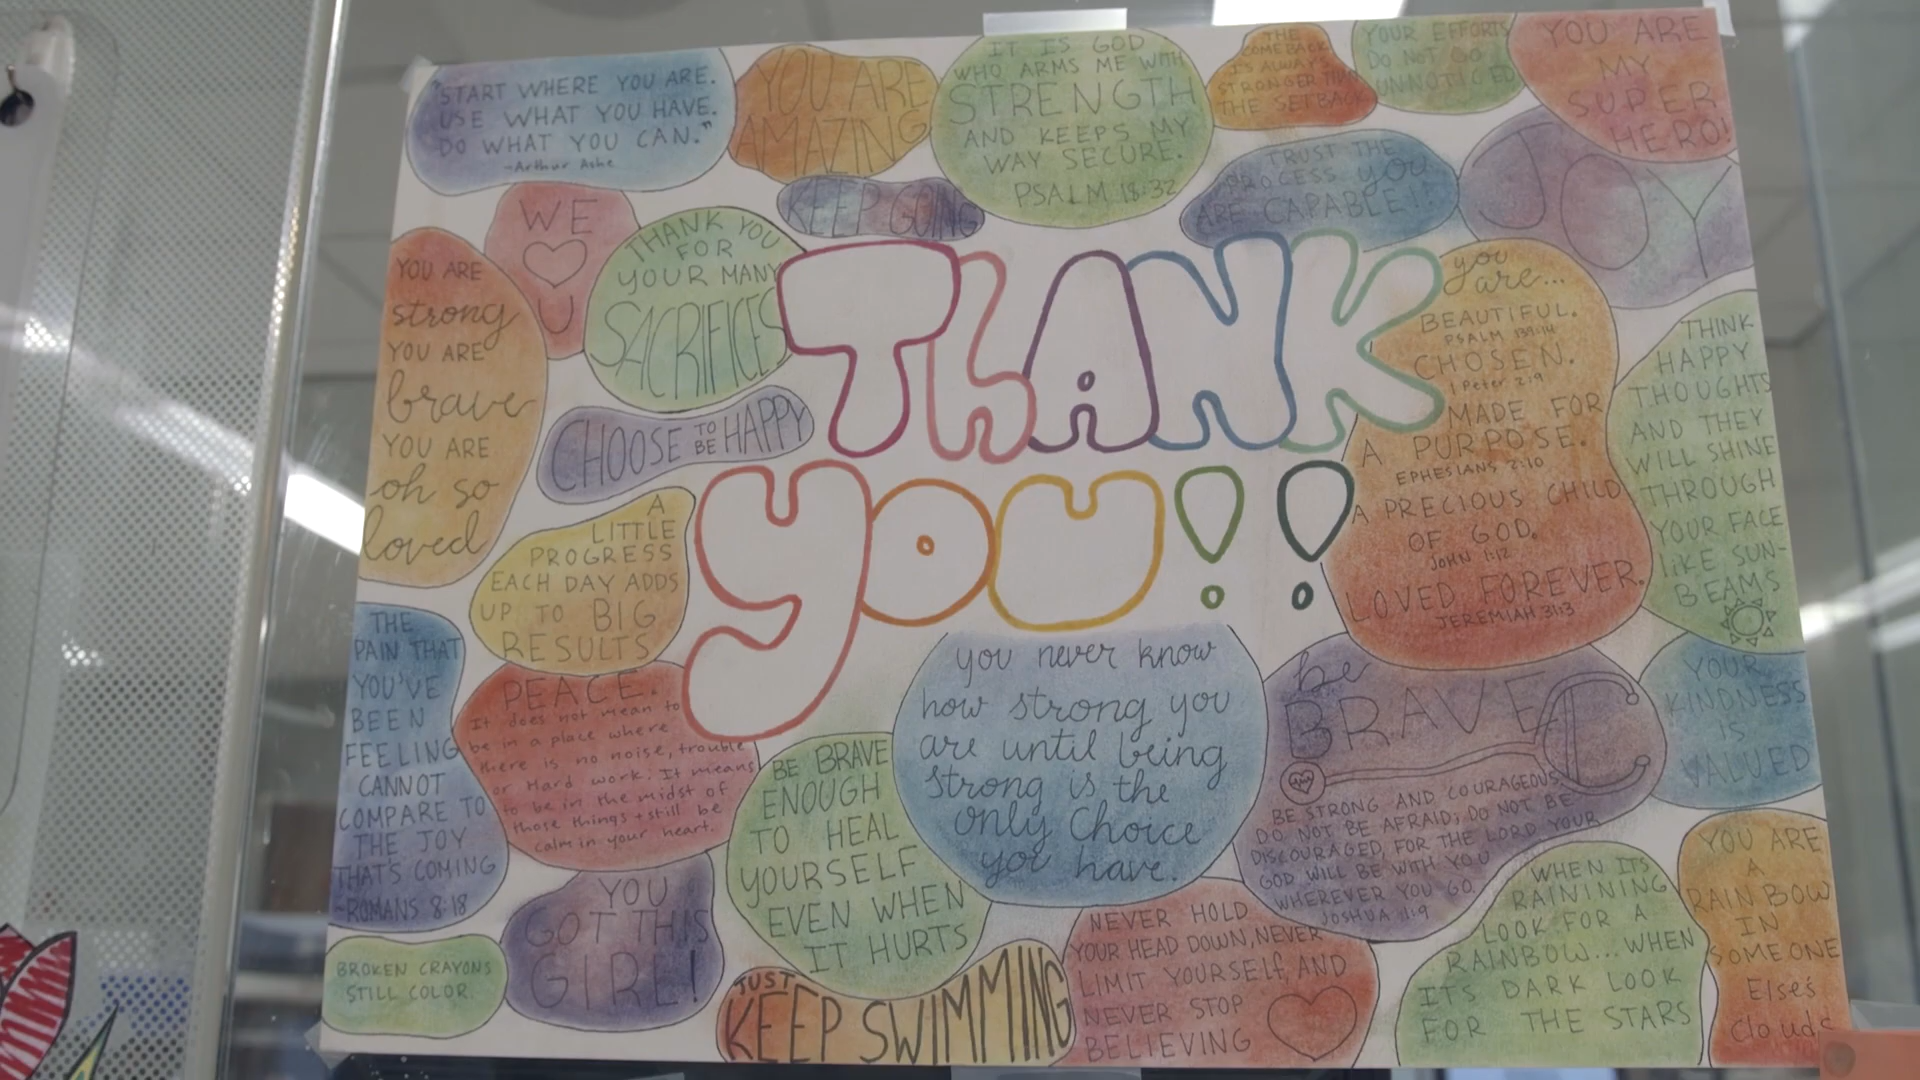 "START WHERE YOU ARE.
USE WHAT YOU HAVE.
DO WHAT YOU CAN."
-Arthur Ashe
YOU ARE
AMAZING
IT IS GOD
WHO ARMS ME WITH
STRENGTH
AND KEEPS MY
WAY SECURE.
PSALM 18:32
THE
COMEBACK
IS ALWAYS
STRONGER THAN
THE SETBACK
YOUR EFFORTS
DO NOT GO
UNNOTICED
YOU ARE
MY
SUPER
HERO!
KEEP GOING
TRUST THE
PROCESS you
ARE CAPABLE!!
JOY
WE
U
THANK YOU
FOR
YOUR MANY
SACRIFICES
YOU ARE
strong
YOU ARE
brave
YOU ARE
oh so
loved
CHOOSE TO BE HAPPY
THANK
YOU!!
you
are...
BEAUTIFUL.
PSALM 139:14
CHOSEN.
1 Peter 2:9
MADE FOR
A PURPOSE.
EPHESIANS 2:10
A PRECIOUS CHILD
OF GOD.
JOHN 1:12
LOVED FOREVER.
JEREMIAH 31:3
THINK
HAPPY
THOUGHTS
AND THEY
WILL SHINE
THROUGH
YOUR FACE
LIKE SUN-
BEAMS
A
LITTLE
PROGRESS
EACH DAY ADDS
UP TO BIG
RESULTS
THE
PAIN THAT
YOU'VE
BEEN
FEELING
CANNOT
COMPARE TO
THE JOY
THAT'S COMING
-ROMANS 8:18
PEACE.
It does not mean to
be in a place where
there is no noise, trouble
or Hard work. It means
to be in the midst of
those things + still be
calm in your heart.
BE BRAVE
ENOUGH
TO HEAL
YOURSELF
EVEN WHEN
IT HURTS
you never know
how strong you
are until being
strong is the
only choice
you have.
be
BRAVE
BE STRONG AND COURAGEOUS
DO NOT BE AFRAID; DO NOT BE
DISCOURAGED, FOR THE LORD YOUR
GOD WILL BE WITH YOU
WHEREVER YOU GO.
JOSHUA 1:9
YOUR
KINDNESS
IS
VALUED
BROKEN CRAYONS
STILL COLOR
YOU
GOT THIS
GIRL!
JUST
KEEP SWIMMING
NEVER HOLD
YOUR HEAD DOWN, NEVER
LIMIT YOURSELF, AND
NEVER STOP
BELIEVING
WHEN ITS
RAINING
LOOK FOR A
RAINBOW... WHEN
ITS DARK LOOK
FOR THE STARS
YOU ARE
A
RAINBOW
IN
SOMEONE
Else's
Clouds